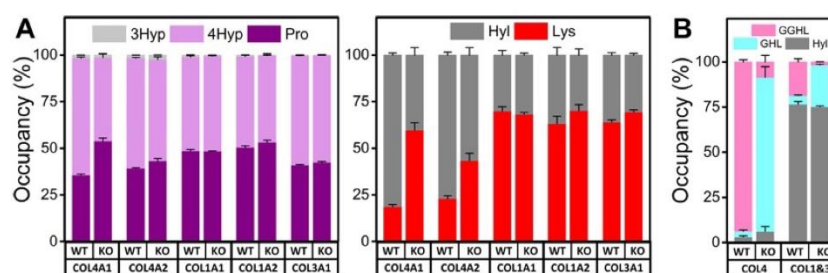 A
3Hyp 4Hyp Pro
Occupancy (%)
100
75
50
25
0
WT KO WT KO WT KO WT KO WT KO
COL4A1 COL4A2 COL1A1 COL1A2 COL3A1
Hyl Lys
100
75
50
25
0
WT KO WT KO WT KO WT KO WT KO
COL4A1 COL4A2 COL1A1 COL1A2 COL3A1
B
GGHL
GHL
Occupancy (%)
100
75
50
25
0
WT KO WT KO
COL4